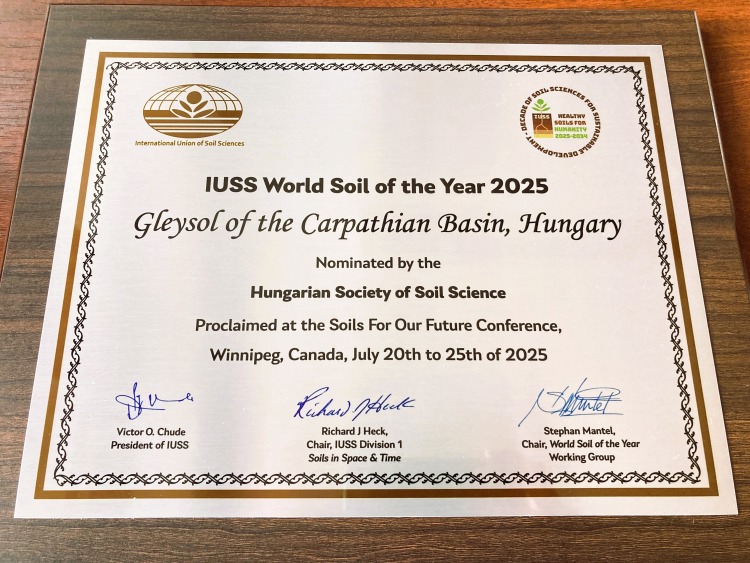 International Union of Soil Sciences
DECADE OF SOIL SCIENCES FOR SUSTAINABLE DEVELOPMENT
IUSS
HEALTHY
SOILS FOR
HUMANITY
2025-2034
IUSS World Soil of the Year 2025
Gleysol of the Carpathian Basin, Hungary
Nominated by the
Hungarian Society of Soil Science
Proclaimed at the Soils For Our Future Conference,
Winnipeg, Canada, July 20th to 25th of 2025
Richard J Heck
Victor O. Chude
President of IUSS
Richard J Heck,
Chair, IUSS Division 1
Soils in Space & Time
Stephan Mantel,
Chair, World Soil of the Year
Working Group